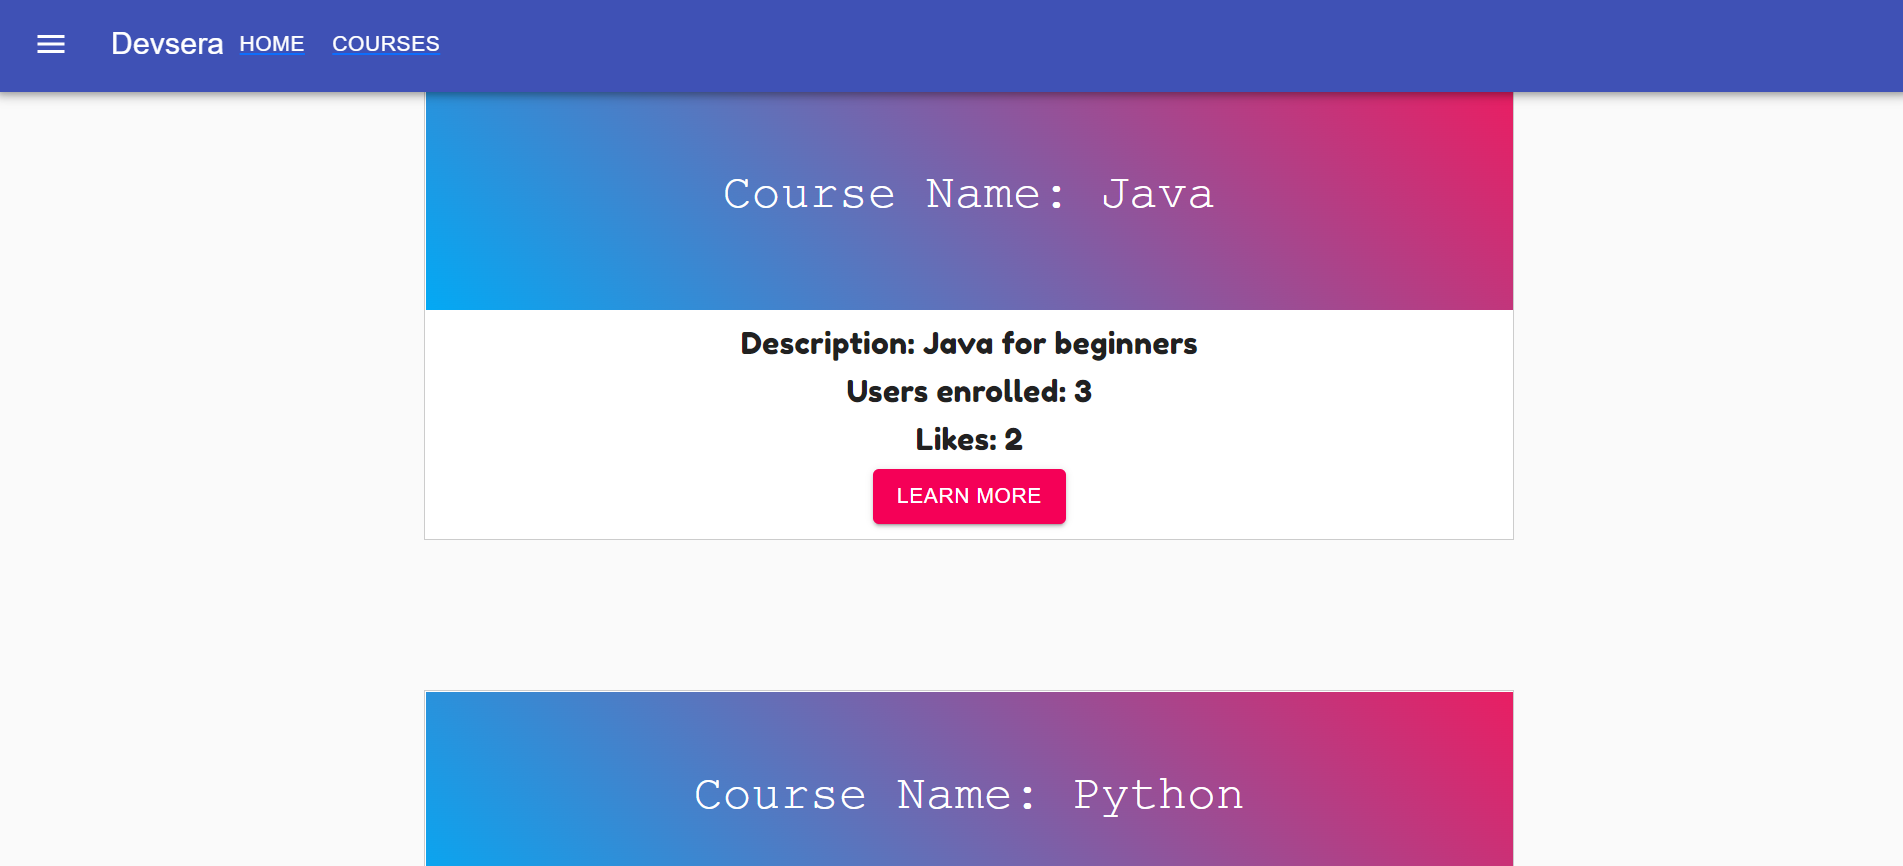 Devsera HOME COURSES
Course Name: Java
Description: Java for beginners
Users enrolled: 3
Likes: 2
LEARN MORE
Course Name: Python